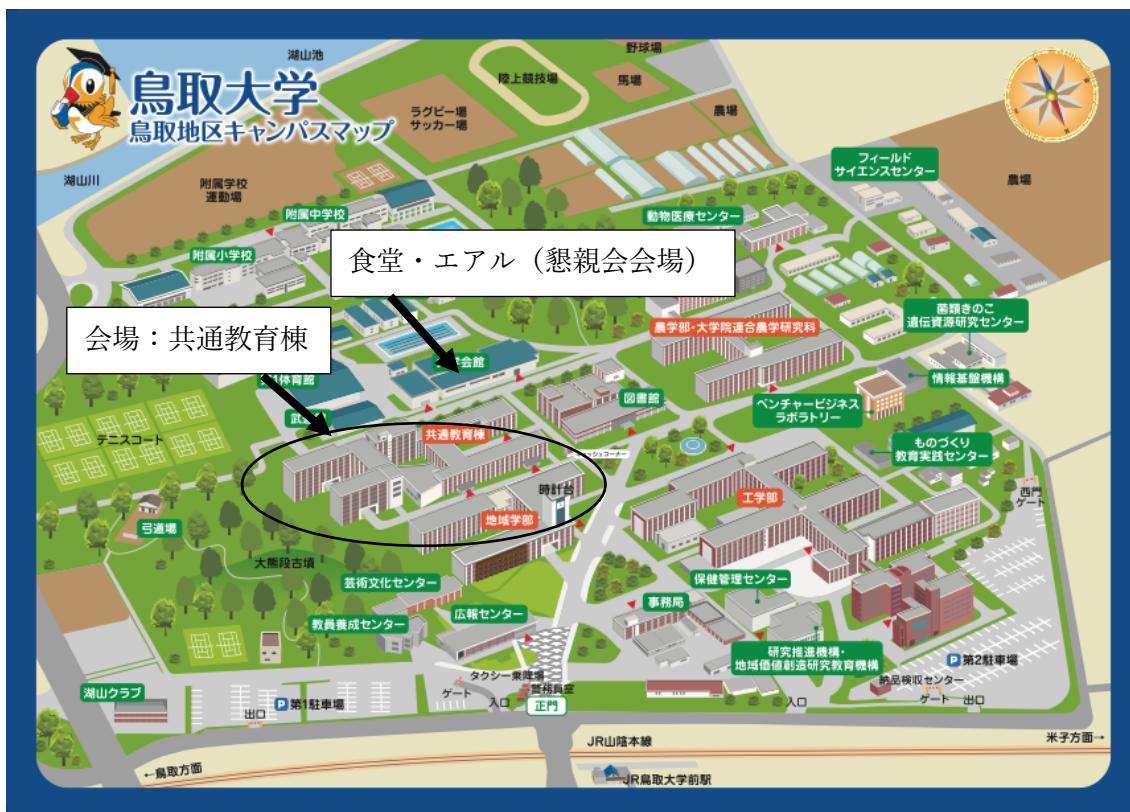 湖山池
野球場
鳥取大学
鳥取地区キャンパスマップ
陸上競技場
馬場
ラグビー場
サッカー場
農場
フィールド
サイエンスセンター
農場
湖山川
附属学校
運動場
附属中学校
動物医療センター
附属小学校
食堂・エアル（懇親会会場）
会場：共通教育棟
菌類きのこ
遺伝資源研究センター
農学部・大学院連合農学研究科
会館
体育館
情報基盤機構
図書館
ベンチャービジネス
ラボラトリー
テニスコート
共通教育棟
ものづくり
教育実践センター
時計台
工学部
西門
ゲート
地域学部
弓道場
大熊段古墳
芸術文化センター
保健管理センター
広報センター
事務局
教員養成センター
研究推進機構・
地域価値創造研究教育機構
P 第2駐車場
タクシー乗降場
納品検収センター
湖山クラブ
ゲート
警務員室
ゲート
出口
P 第1駐車場
入口
正門
入口
出口
JR山陰本線
米子方面→
←鳥取方面
JR鳥取大学前駅